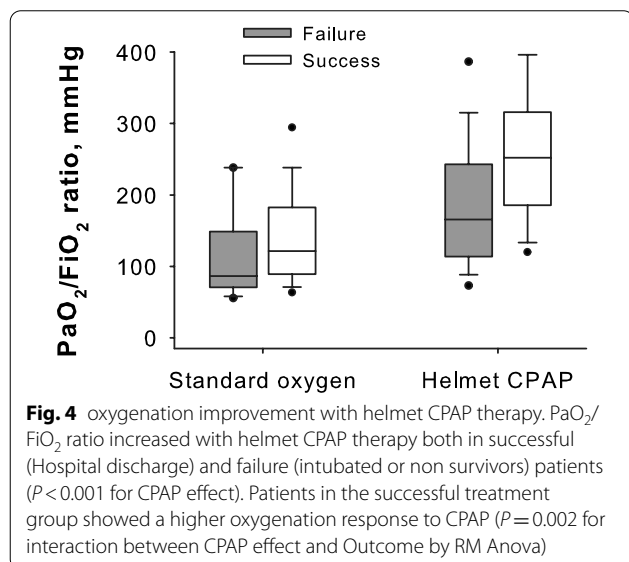 Failure
Success
PaO2/FiO2 ratio, mmHg
400
300
200
100
0
Standard oxygen
Helmet CPAP
Fig. 4 oxygenation improvement with helmet CPAP therapy. PaO2/
FiO2 ratio increased with helmet CPAP therapy both in successful
(Hospital discharge) and failure (intubated or non survivors) patients
(P < 0.001 for CPAP effect). Patients in the successful treatment
group showed a higher oxygenation response to CPAP (P = 0.002 for
interaction between CPAP effect and Outcome by RM Anova)